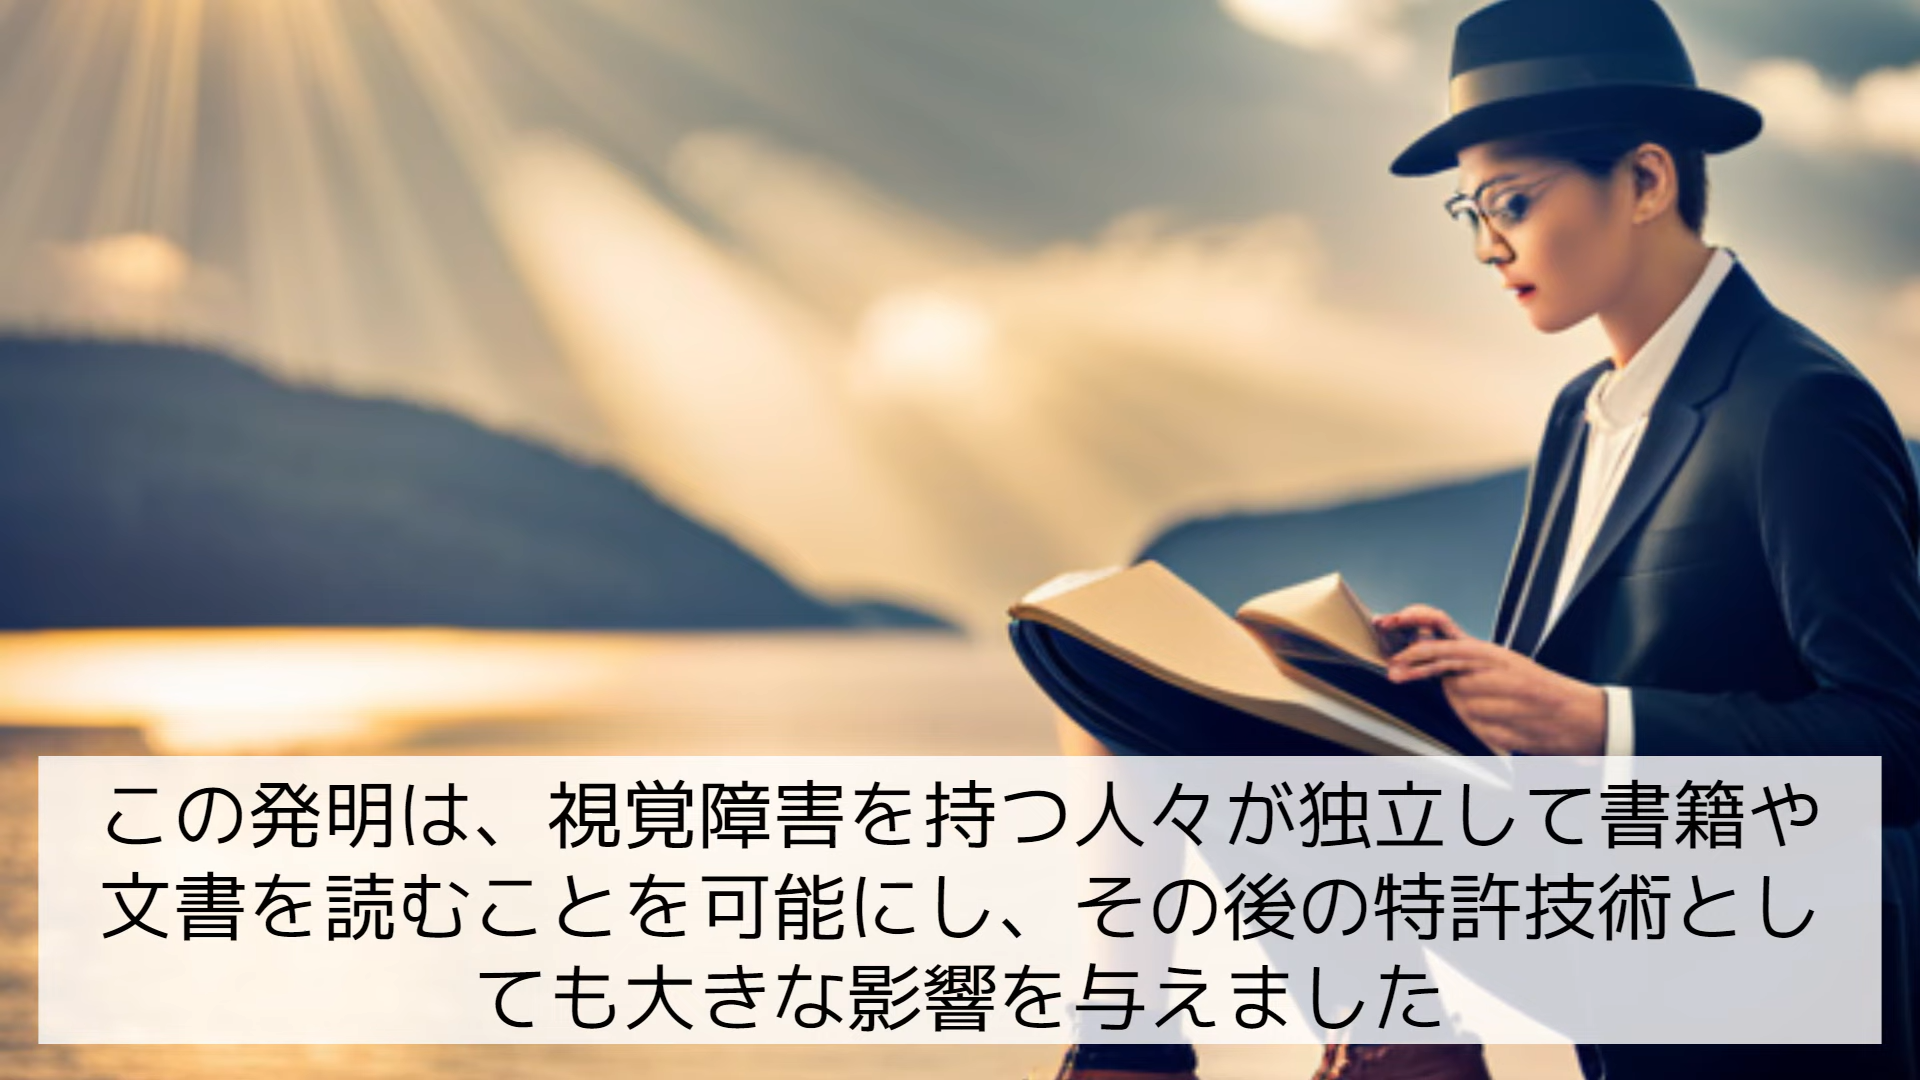 この発明は、視覚障害を持つ人々が独立して書籍や
文書を読むことを可能にし、その後の特許技術とし
ても大きな影響を与えました